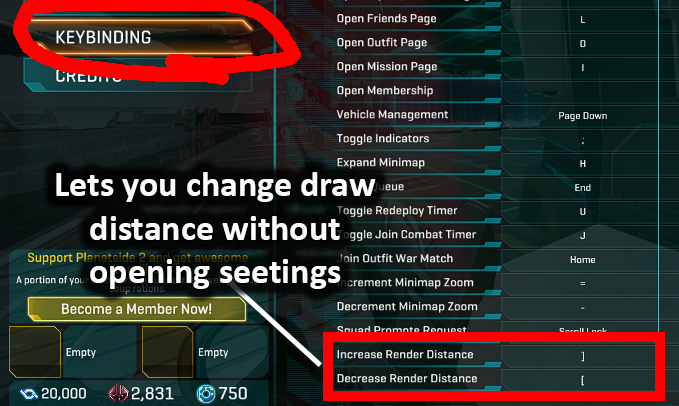 KEYBINDING
CREDITS
Open Friends Page L
Open Outfit Page O
Open Mission Page I
Open Membership
Vehicle Management Page Down
Toggle Indicators ;
Expand Minimap H
Queue End
Toggle Redeploy Timer U
Toggle Join Combat Timer J
Join Outfit War Match Home
Increment Minimap Zoom =
Decrement Minimap Zoom -
Squad Promote Request Scroll Lock
Increase Render Distance ]
Decrease Render Distance [
Lets you change draw
distance without
opening seetings
Support Planetside 2 and get awesome
A portion of your
Become a Member Now!
Empty Empty
20,000 2,831 750